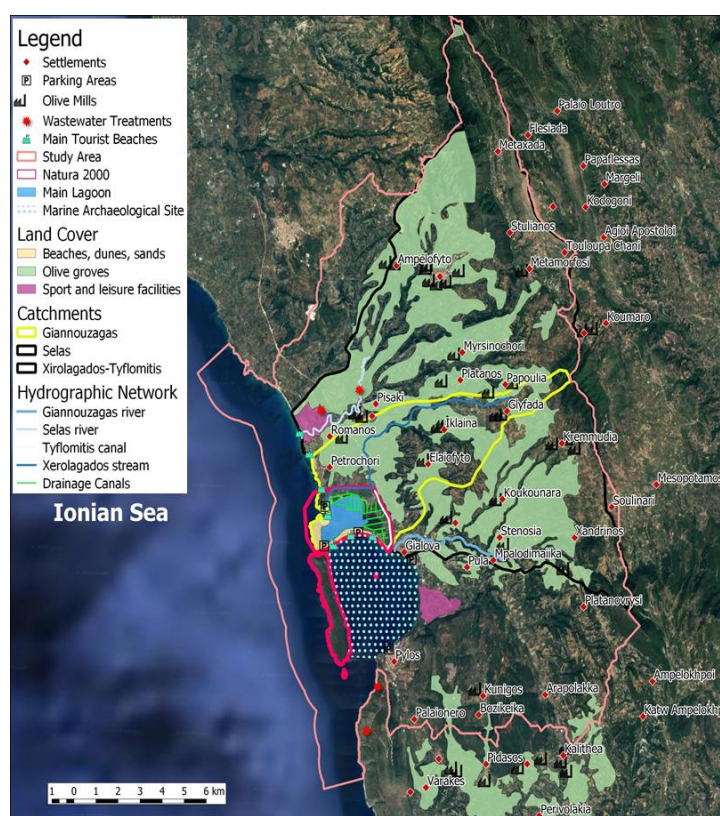 Legend
Settlements
P Parking Areas
Olive Mills
Wastewater Treatments
Main Tourist Beaches
Study Area
Natura 2000
Main Lagoon
Marine Archaeological Site
Land Cover
Beaches, dunes, sands
Olive groves
Sport and leisure facilities
Catchments
Giannouzagas
Selas
Xirolagados-Tyflomitis
Hydrographic Network
Giannouzagas river
Selas river
Tyflomitis canal
Xerolagados stream
Drainage Canals
Ionian Sea
Palaio Loutro
Flesiada
Metaxada
Papaflessas
Margeli
Kodogoni
Stulianos
Agioi Apostoloi
Touloupa Chani
Ampelofyto
Metamorfosi
Koumaro
Myrsinochori
Platanos
Papoulia
Pisaki
Glyfada
Romanos
Iklaina
Kremmudia
Petrochori
Elaiofyto
Mesopotamos
Koukounara
Soulinari
P
Stenosia
Xandrinos
P
P
Gialova
P
Pula
Mpalodimaiika
Platanovrysi
P
Pylos
Ampelokhpoi
Kunigos
Arapolakka
Palaionero
Bozikeika
Katw Ampelokhp
Kalithea
Pidasos
Varakes
Perivolakia
1 0 1 2 3 4 5 6 km